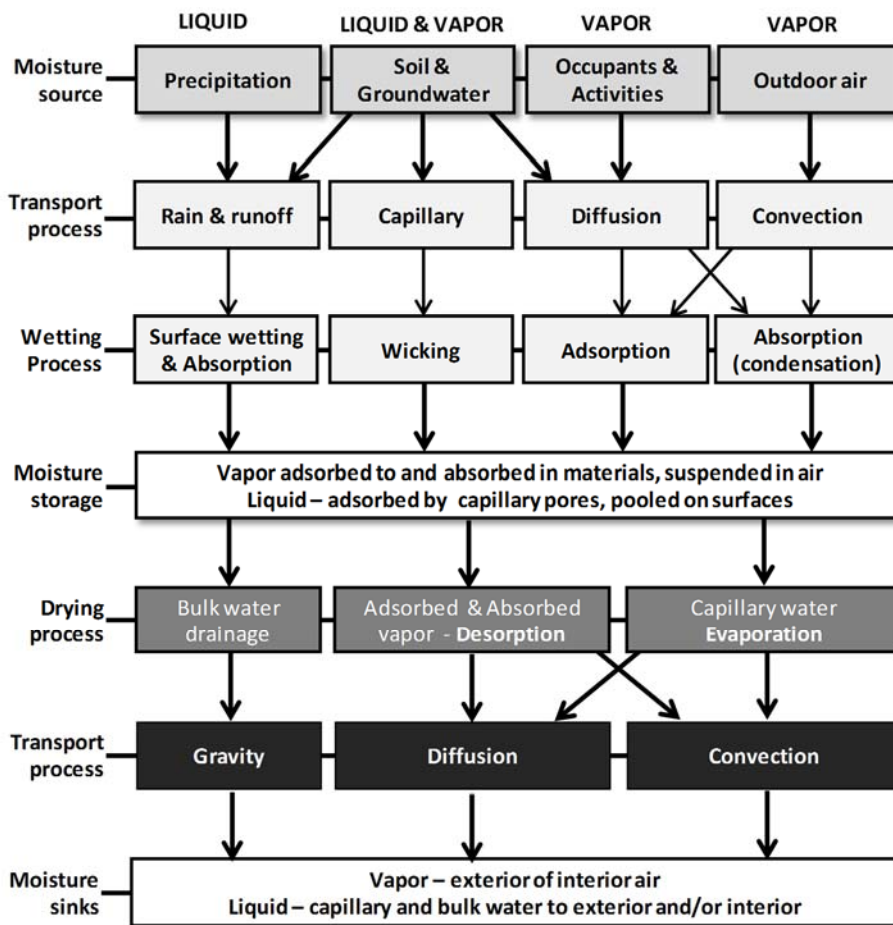 LIQUID LIQUID & VAPOR VAPOR VAPOR
Moisture
source
Precipitation
Soil &
Groundwater
Occupants &
Activities
Outdoor air
Transport
process
Rain & runoff
Capillary
Diffusion
Convection
Wetting
Process
Surface wetting
& Absorption
Wicking
Adsorption
Absorption
(condensation)
Moisture
storage
Vapor adsorbed to and absorbed in materials, suspended in air
Liquid – adsorbed by capillary pores, pooled on surfaces
Drying
process
Bulk water
drainage
Adsorbed & Absorbed
vapor - Desorption
Capillary water
Evaporation
Transport
process
Gravity
Diffusion
Convection
Moisture
sinks
Vapor – exterior of interior air
Liquid – capillary and bulk water to exterior and/or interior